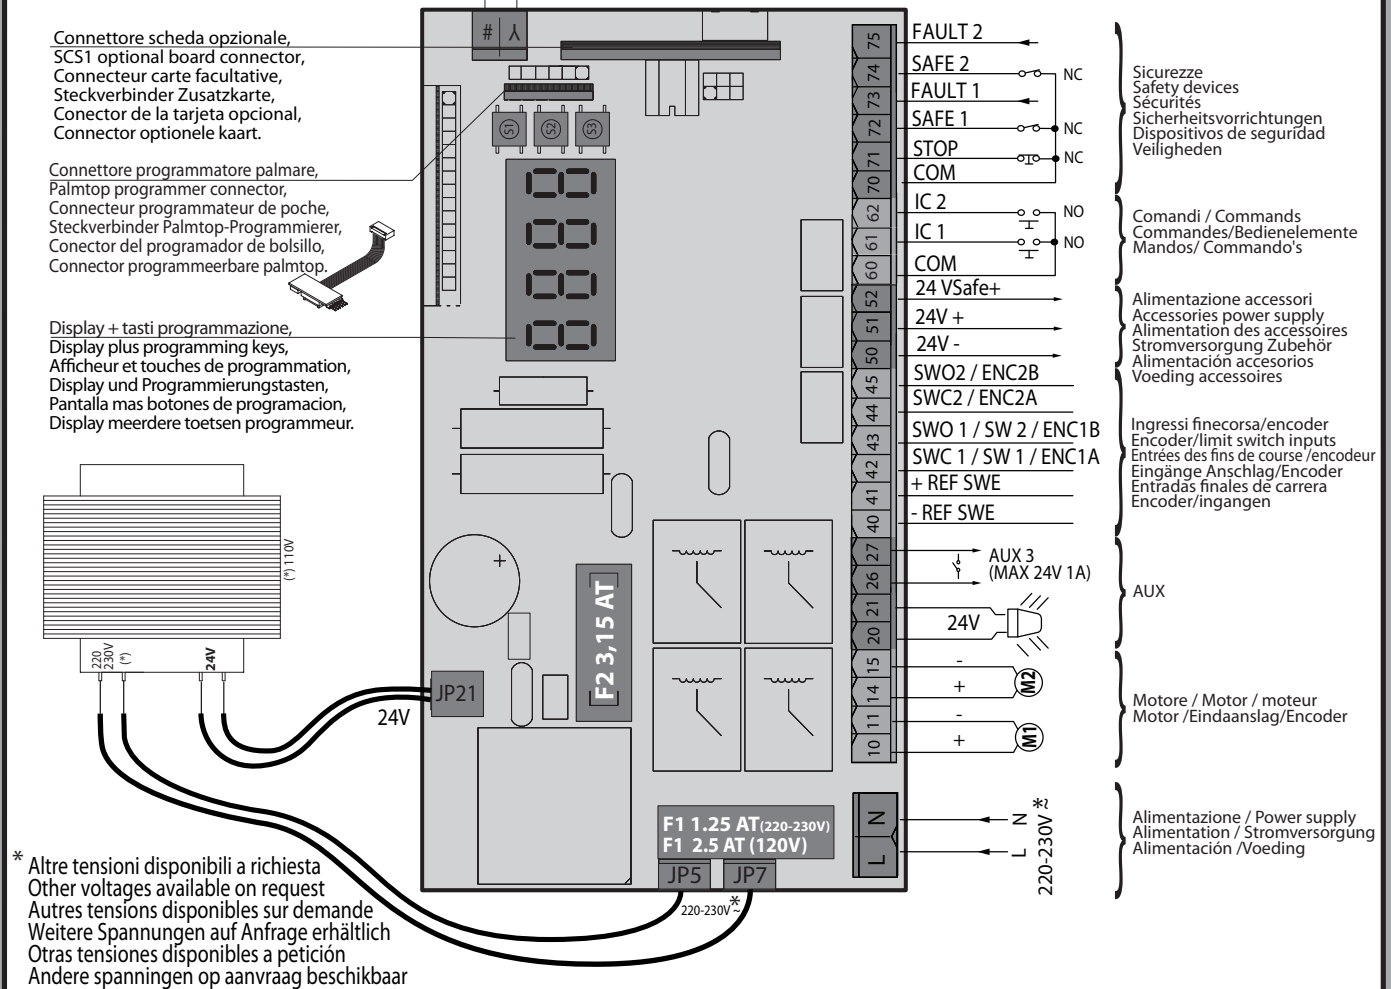 Connettore scheda opzionale,
SCS1 optional board connector,
Connecteur carte facultative,
Steckverbinder Zusatzkarte,
Conector de la tarjeta opcional,
Connector optionele kaart.
Connettore programmatore palmare,
Palmtop programmer connector,
Connecteur programmateur de poche,
Steckverbinder Palmtop-Programmierer,
Conector del programador de bolsillo,
Connector programmeerbare palmtop.
Display + tasti programmazione,
Display plus programming keys,
Afficheur et touches de programmation,
Display und Programmierungstasten,
Pantalla mas botones de programacion,
Display meerdere toetsen programmeur.
(*) 110V
220
230V
(*)
24V
24V
JP21
# Y
S1 S2 S3
F2 3,15 AT
+
F1 1.25 AT(220-230V)
F1 2.5 AT (120V)
JP5 JP7
220-230V~*
75 FAULT 2
74 SAFE 2 NC
73 FAULT 1
72 SAFE 1 NC
71 STOP NC
70 COM
62 IC 2 NO
61 IC 1 NO
60 COM
52 24 VSafe+
51 24V +
50 24V -
45 SWO2 / ENC2B
44 SWC2 / ENC2A
43 SWO 1 / SW 2 / ENC1B
42 SWC 1 / SW 1 / ENC1A
41 + REF SWE
40 - REF SWE
27 AUX 3
26 (MAX 24V 1A)
21
20 24V
15 -
14 + M2
11 -
10 + M1
N N
L L
220-230V ~*
Sicurezze
Safety devices
Sécurités
Sicherheitsvorrichtungen
Dispositivos de seguridad
Veiligheden
Comandi / Commands
Commandes/Bedienelemente
Mandos/ Commando's
Alimentazione accessori
Accessories power supply
Alimentation des accessoires
Stromversorgung Zubehör
Alimentación accesorios
Voeding accessoires
Ingressi finecorsa/encoder
Encoder/limit switch inputs
Entrées des fins de course /encodeur
Eingänge Anschlag/Encoder
Entradas finales de carrera
Encoder/ingangen
AUX
Motore / Motor / moteur
Motor /Eindaanslag/Encoder
Alimentazione / Power supply
Alimentation / Stromversorgung
Alimentación /Voeding
* Altre tensioni disponibili a richiesta
Other voltages available on request
Autres tensions disponibles sur demande
Weitere Spannungen auf Anfrage erhältlich
Otras tensiones disponibles a petición
Andere spanningen op aanvraag beschikbaar